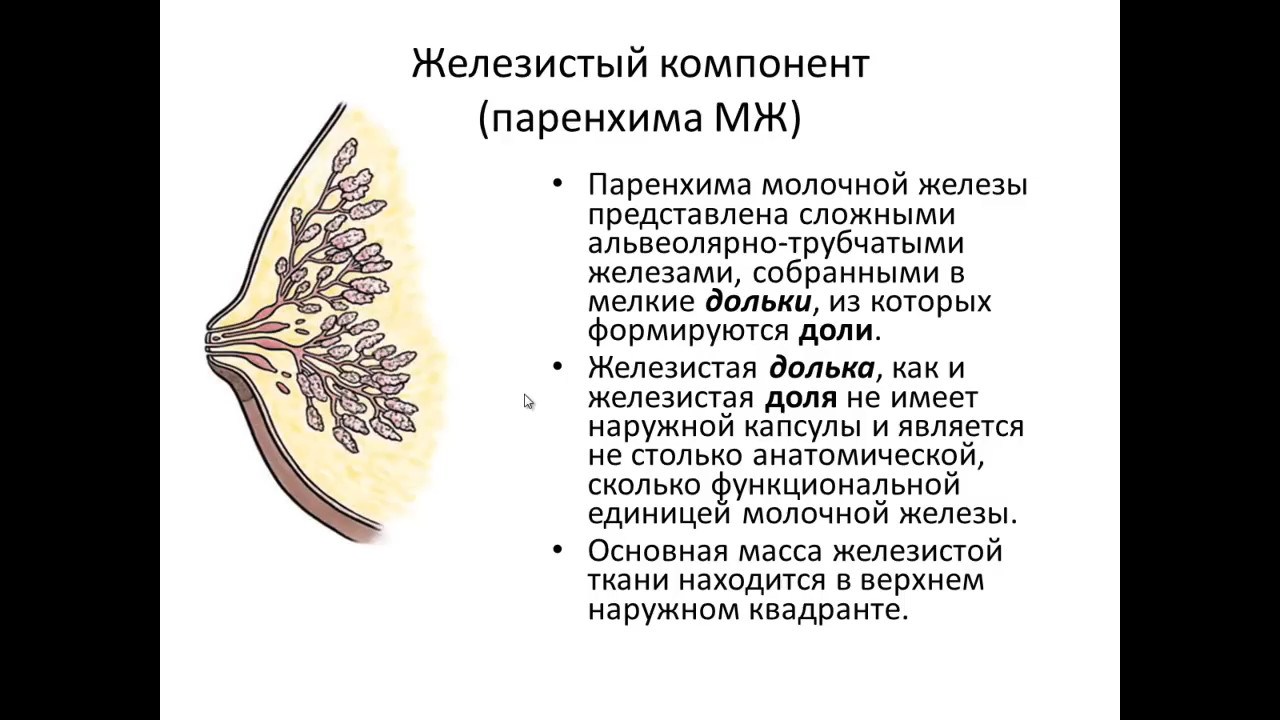 Железистый компонент
(паренхима МЖ)
• Паренхима молочной железы
представлена сложными
альвеолярно-трубчатыми
железами, собранными в
мелкие дольки, из которых
формируются доли.
• Железистая долька, как и
железистая доля не имеет
наружной капсулы и является
не столько анатомической,
сколько функциональной
единицей молочной железы.
• Основная масса железистой
ткани находится в верхнем
наружном квадранте.